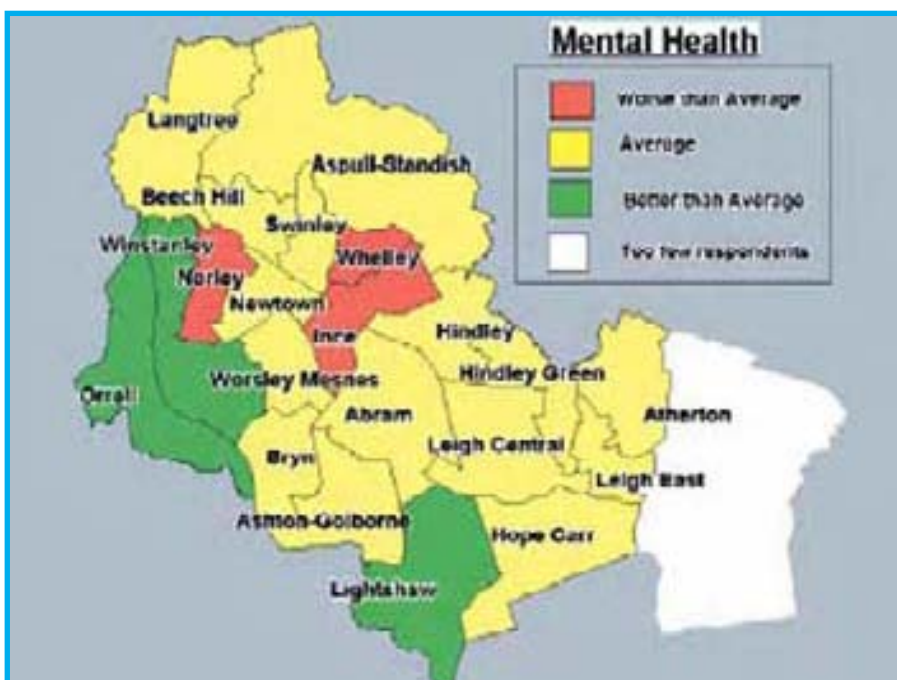 Mental Health
Worse than Average
Average
Better than Average
Too few respondents
Langtree
Aspull-Standish
Beech Hill
Swinley
Winstanley
Whelley
Norley
Newtown
Ince
Hindley
Worsley Mesnes
Hindley Green
Orrell
Abram
Atherton
Bryn
Leigh Central
Leigh East
Asmon-Golborne
Hope Carr
Lightshaw